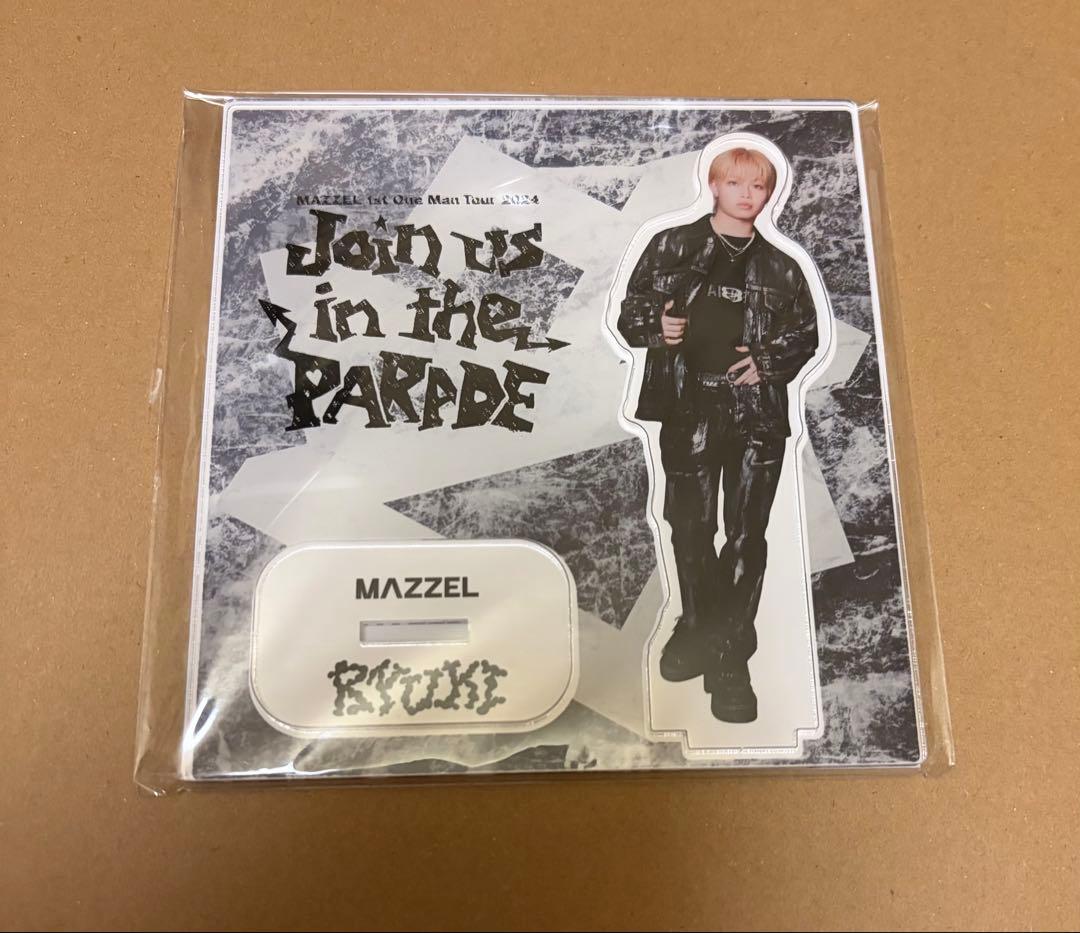 MAZZEL 1st One Man Tour 2024
Join us
in the
PARADE
MAZZEL
RYUKI